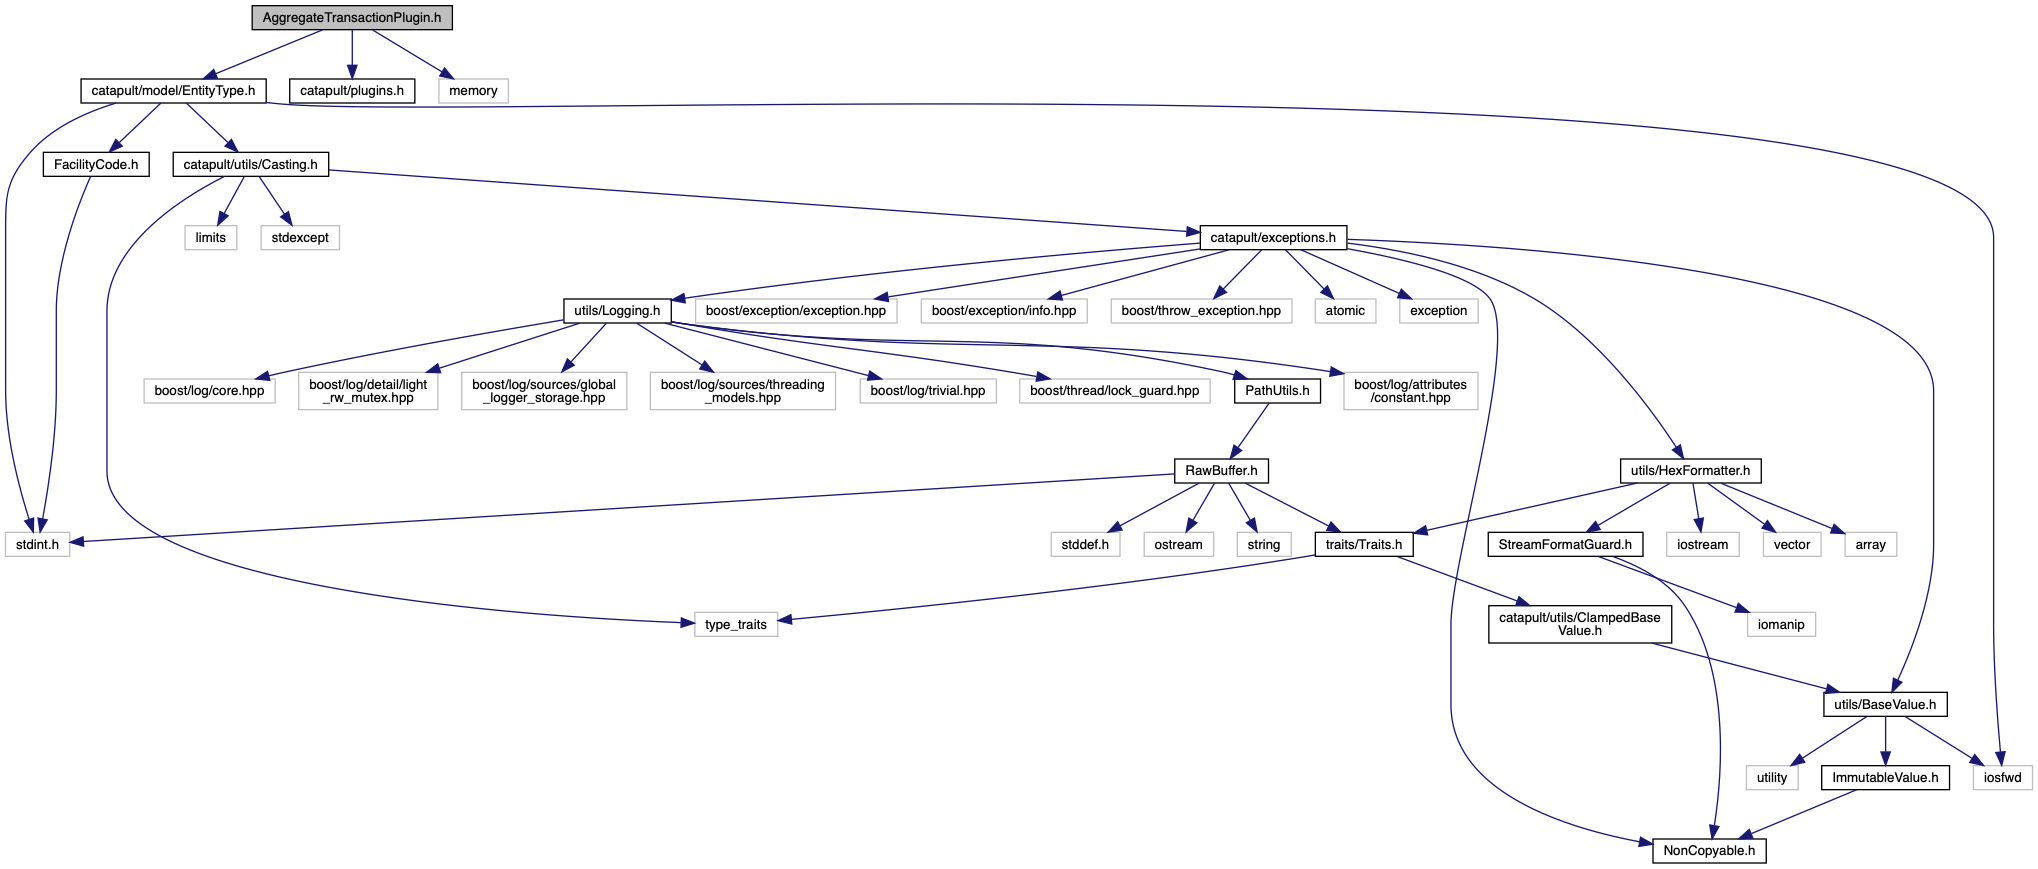 AggregateTransactionPlugin.h
catapult/model/EntityType.h
catapult/plugins.h
memory
FacilityCode.h
catapult/utils/Casting.h
limits
stdexcept
catapult/exceptions.h
utils/Logging.h
boost/exception/exception.hpp
boost/exception/info.hpp
boost/throw_exception.hpp
atomic
exception
boost/log/core.hpp
boost/log/detail/light
_rw_mutex.hpp
boost/log/sources/global
_logger_storage.hpp
boost/log/sources/threading
_models.hpp
boost/log/trivial.hpp
boost/thread/lock_guard.hpp
PathUtils.h
boost/log/attributes
/constant.hpp
RawBuffer.h
utils/HexFormatter.h
stdint.h
stddef.h
ostream
string
traits/Traits.h
StreamFormatGuard.h
iostream
vector
array
type_traits
catapult/utils/ClampedBase
Value.h
iomanip
utils/BaseValue.h
utility
ImmutableValue.h
iosfwd
NonCopyable.h